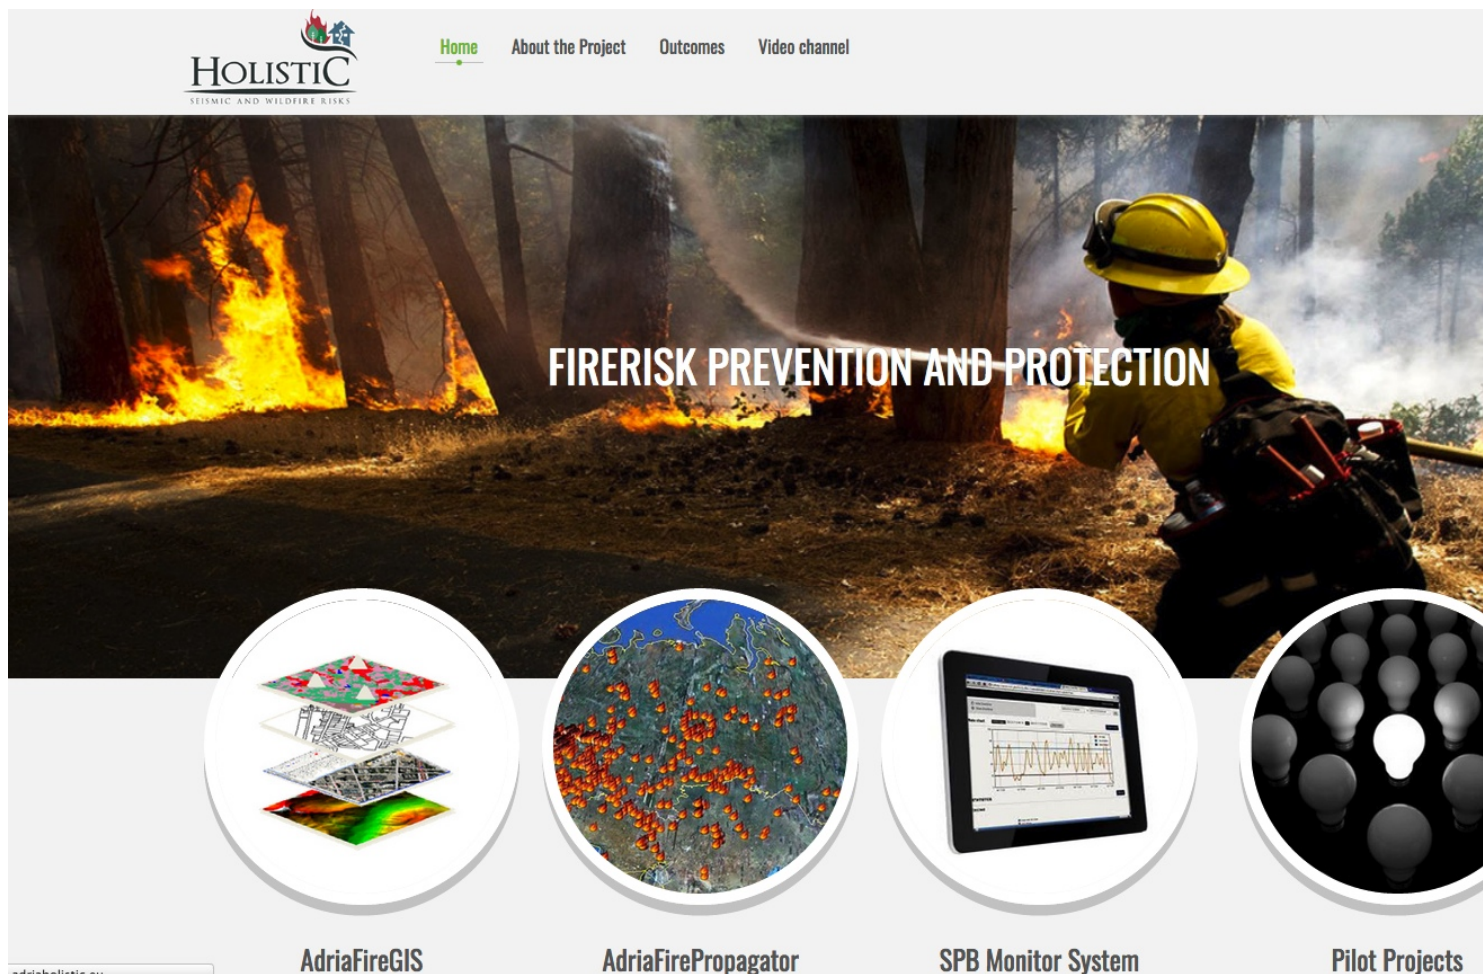 HOLISTIC
SEISMIC AND WILDFIRE RISKS
Home
About the Project
Outcomes
Video channel
FIRERISK PREVENTION AND PROTECTION
AdriaFireGIS
AdriaFirePropagator
SPB Monitor System
Pilot Projects